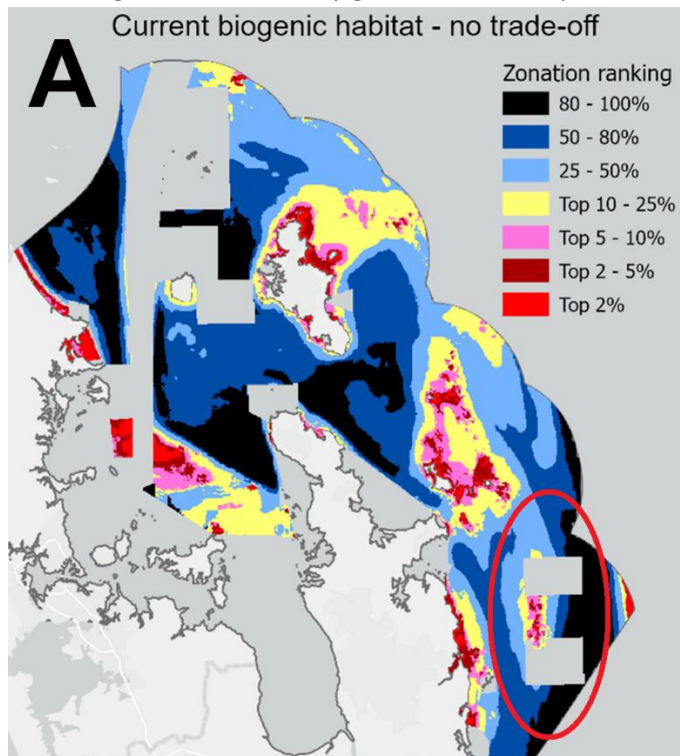 Current biogenic habitat - no trade-off
A
Zonation ranking
80 - 100%
50 - 80%
25 - 50%
Top 10 - 25%
Top 5 - 10%
Top 2 - 5%
Top 2%